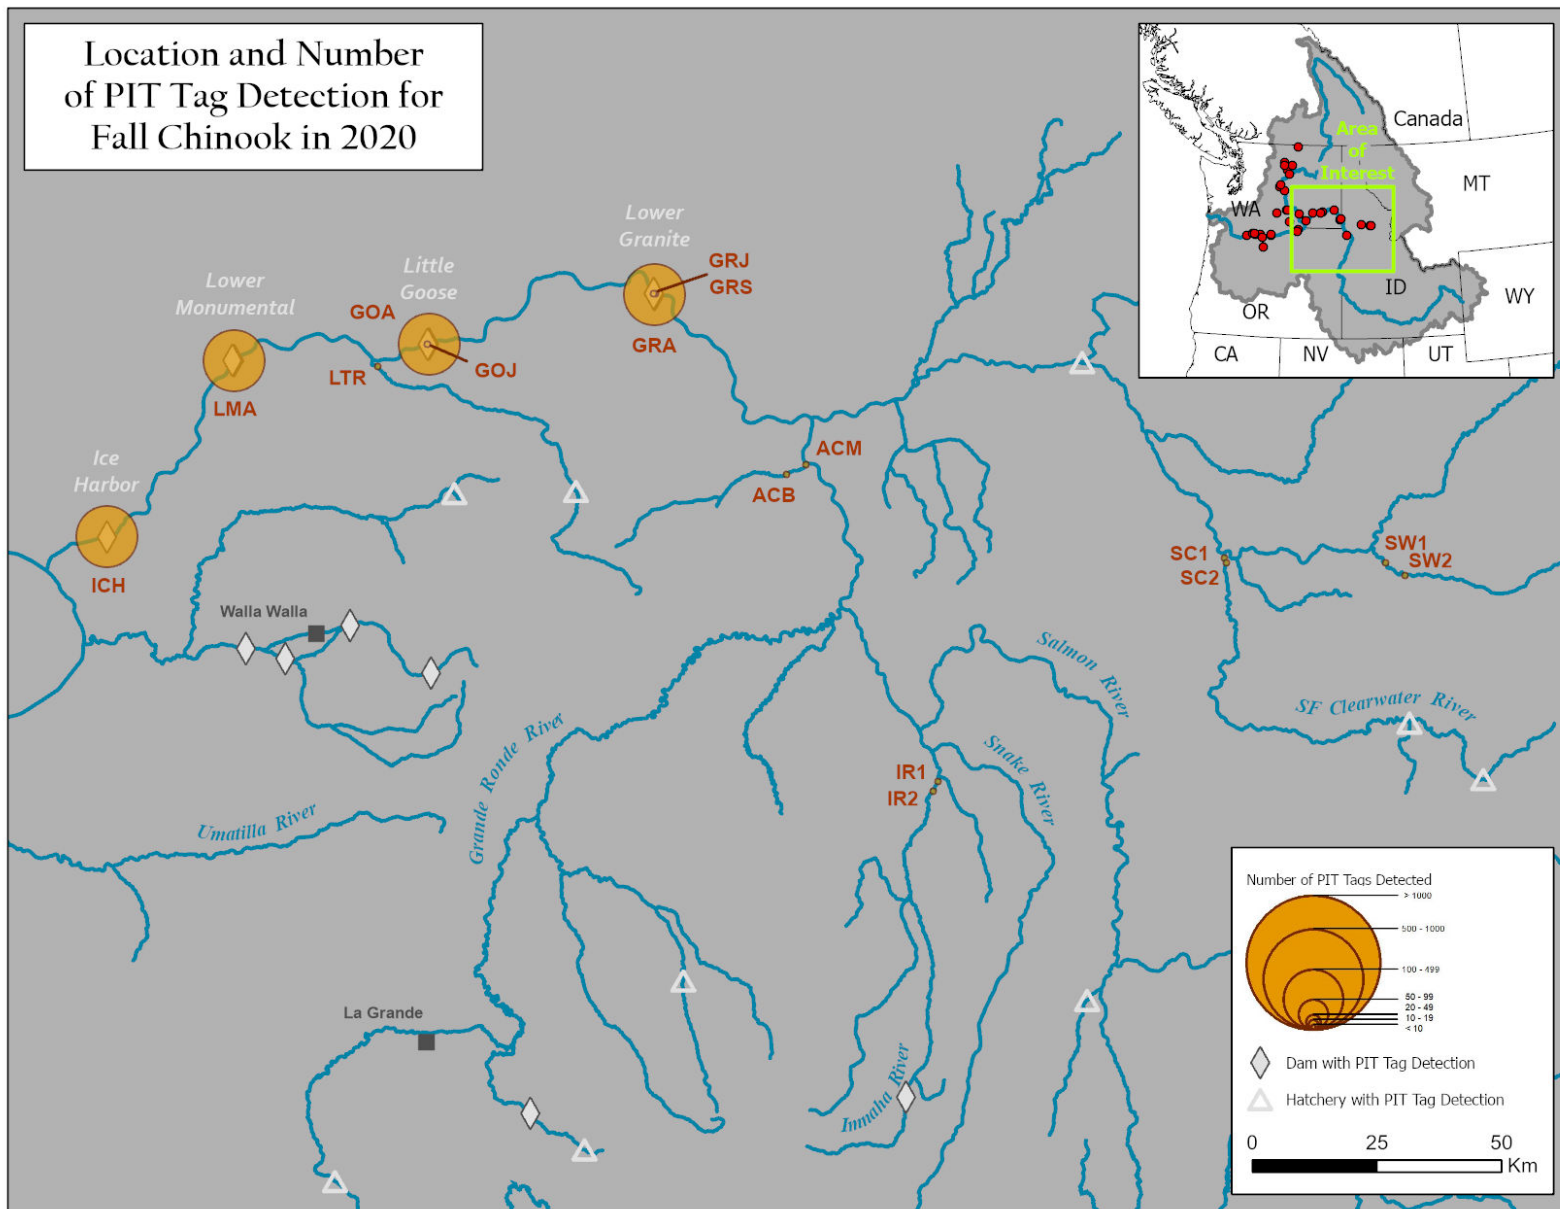 Location and Number
of PIT Tag Detection for
Fall Chinook in 2020
Canada
Area
of
Interest
MT
WA
ID
OR
WY
CA
NV
UT
Lower
Granite
GRJ
GRS
GRA
Little
Goose
GOA
GOJ
LTR
Lower
Monumental
LMA
Ice
Harbor
ICH
ACM
ACB
SC1
SC2
SW1
SW2
Walla Walla
Salmon River
SF Clearwater River
Grande Ronde River
Snake River
IR1
IR2
Umatilla River
La Grande
Inmaha River
Number of PIT Tags Detected
> 1000
500 - 1000
100 - 499
50 - 99
20 - 49
10 - 19
< 10
Dam with PIT Tag Detection
Hatchery with PIT Tag Detection
0 25 50
Km